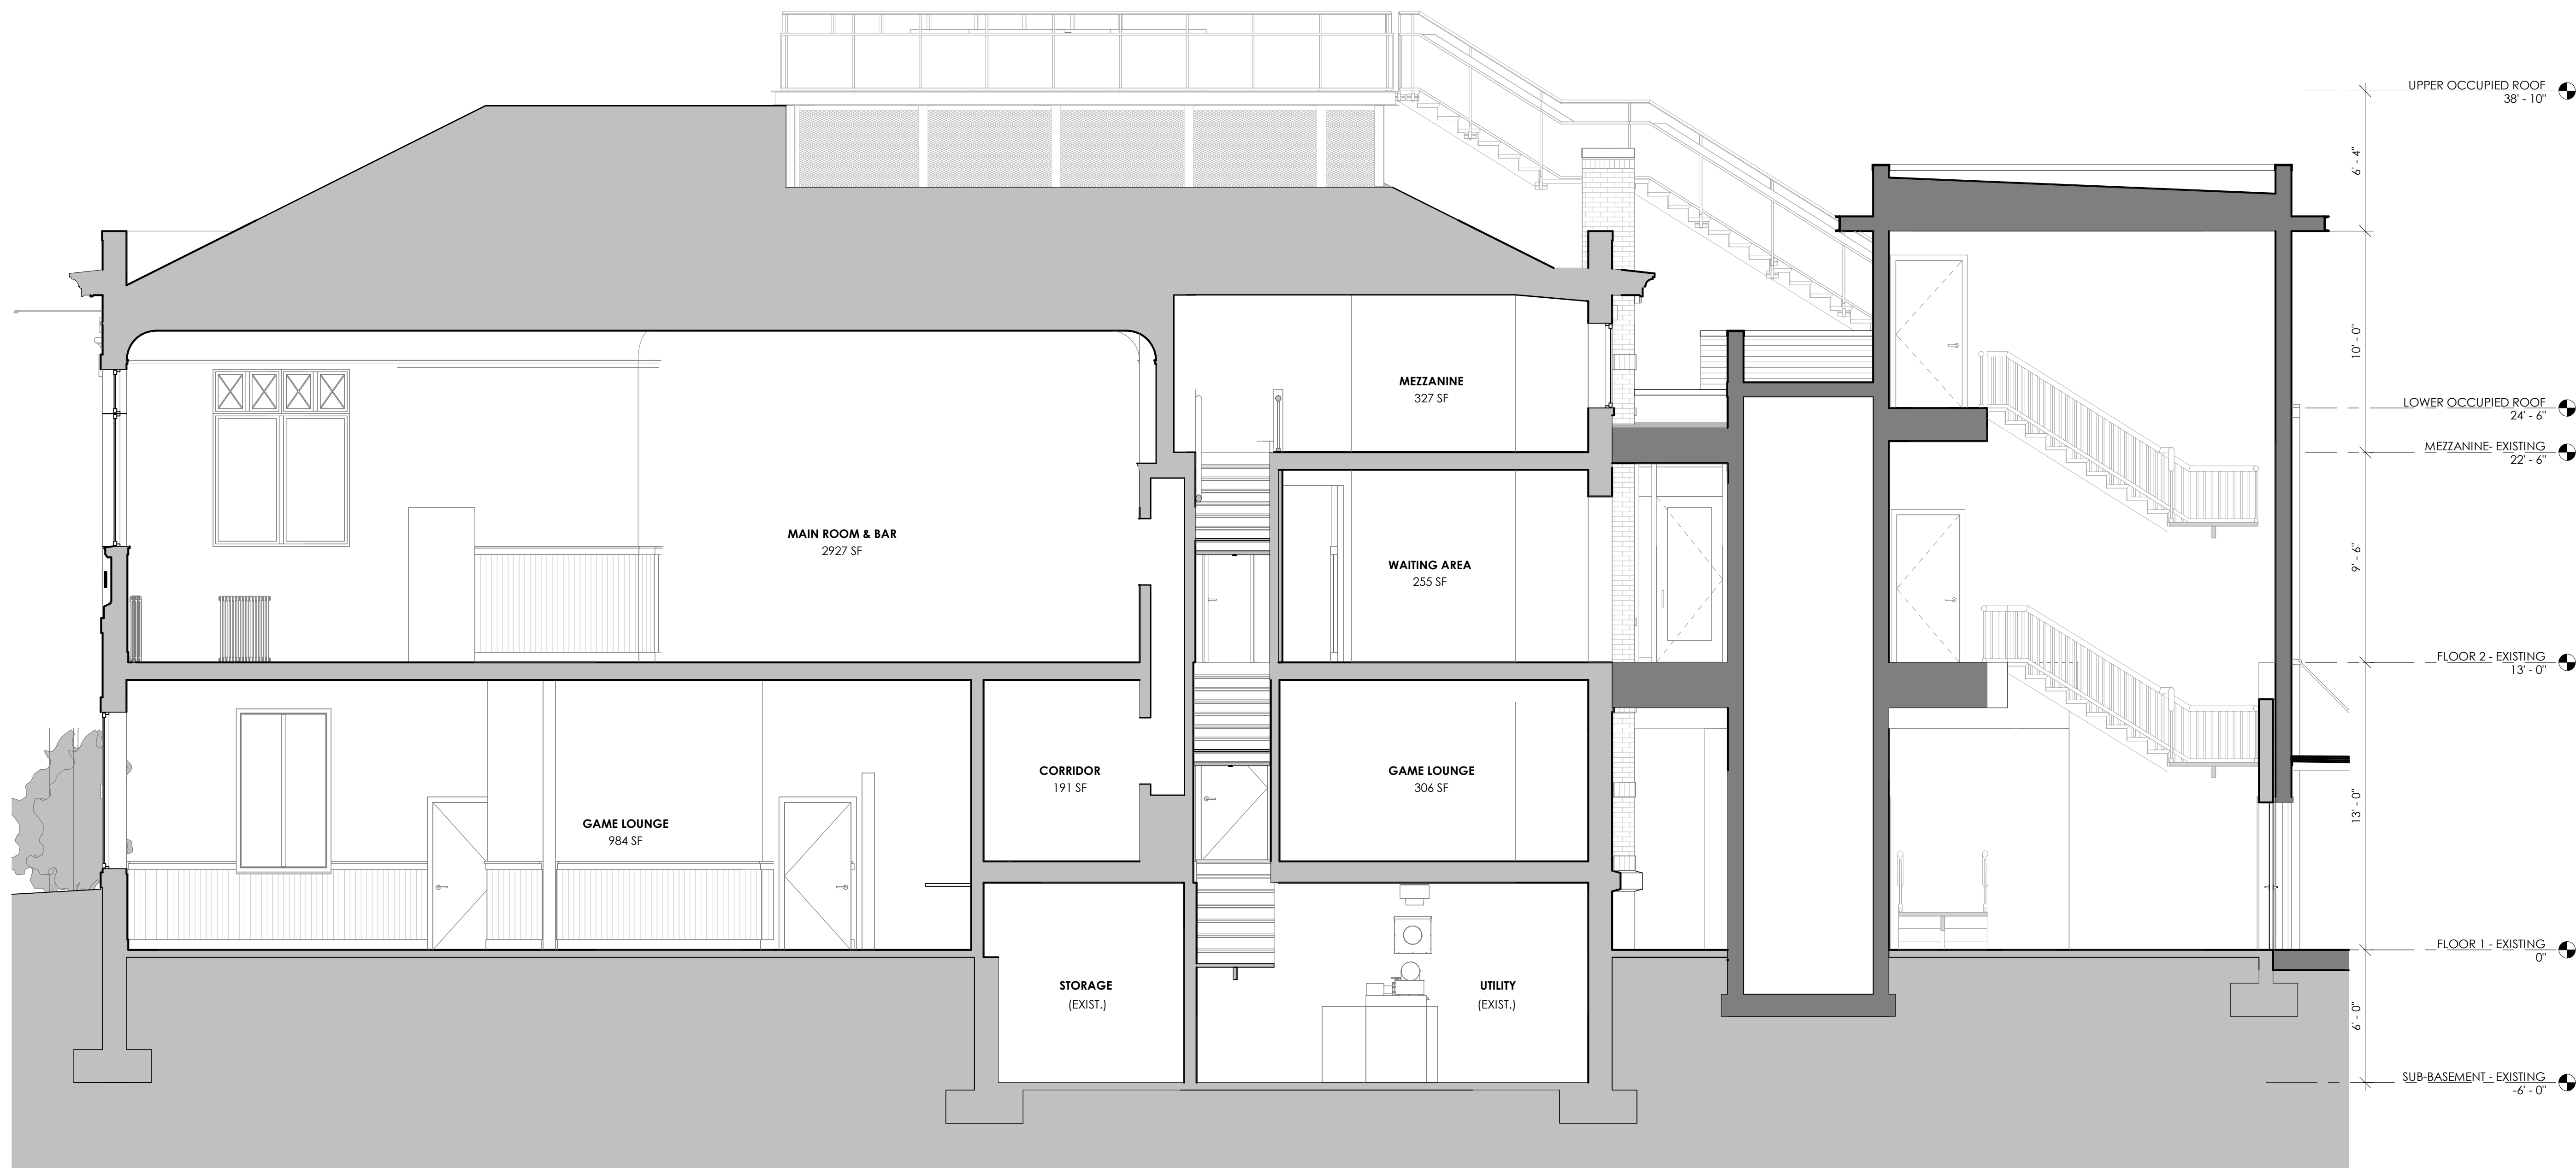 UPPER OCCUPIED ROOF
38' - 10"
6' - 4"
10' - 0"
MEZZANINE
327 SF
LOWER OCCUPIED ROOF
24' - 6"
MEZZANINE- EXISTING
22' - 6"
MAIN ROOM & BAR
2927 SF
WAITING AREA
255 SF
9' - 6"
FLOOR 2 - EXISTING
13' - 0"
CORRIDOR
191 SF
GAME LOUNGE
306 SF
GAME LOUNGE
984 SF
13' - 0"
FLOOR 1 - EXISTING
0"
STORAGE
(EXIST.)
UTILITY
(EXIST.)
6' - 0"
SUB-BASEMENT - EXISTING
-6' - 0"